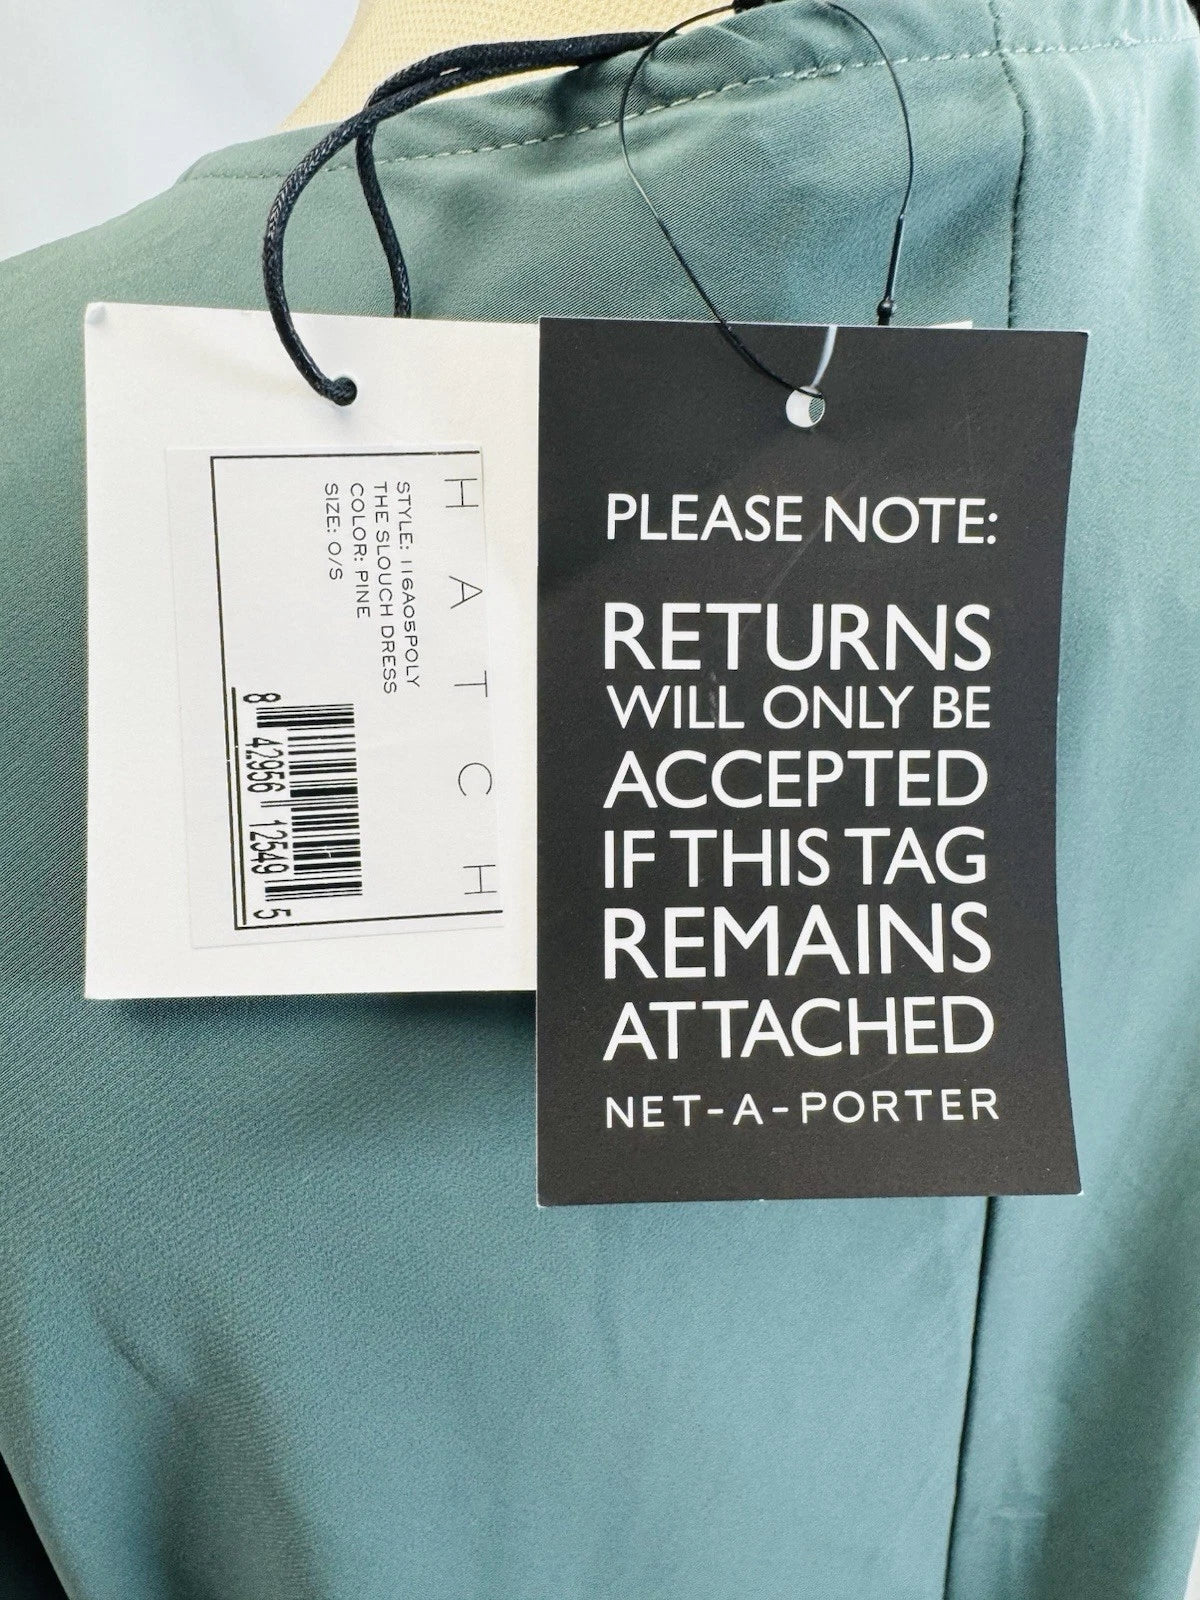 HATCH
STYLE: 116A05POLY
THE SLOUCH DRESS
COLOR: PINE
SIZE: O/S
8 42956 12549 5
PLEASE NOTE:
RETURNS
WILL ONLY BE
ACCEPTED
IF THIS TAG
REMAINS
ATTACHED
NET-A-PORTER